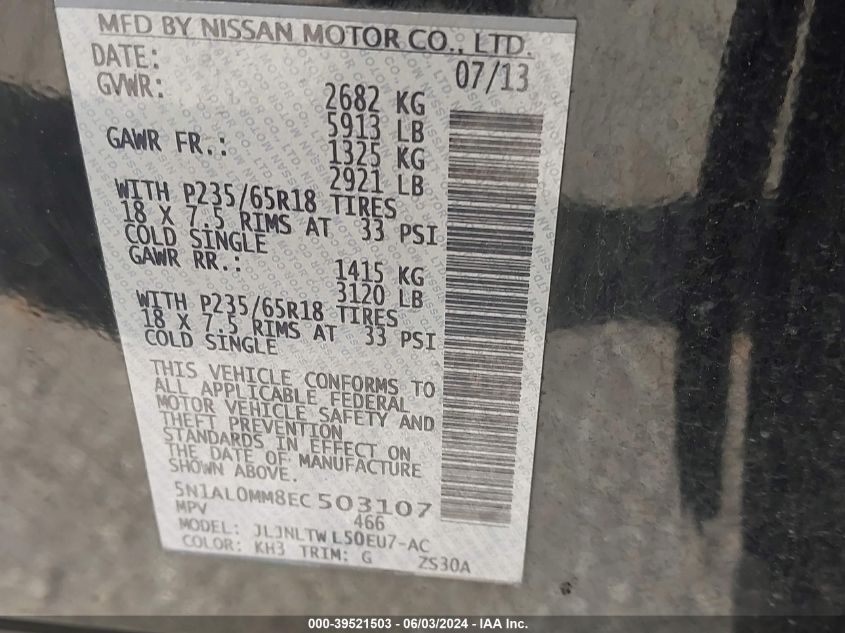 MFD BY NISSAN MOTOR CO., LTD.
DATE: 07/13
GVWR: 2682 KG
5913 LB
GAWR FR.: 1325 KG
2921 LB
WITH P235/65R18 TIRES
18 X 7.5 RIMS AT 33 PSI
COLD SINGLE
GAWR RR.: 1415 KG
3120 LB
WITH P235/65R18 TIRES
18 X 7.5 RIMS AT 33 PSI
COLD SINGLE
THIS VEHICLE CONFORMS TO
ALL APPLICABLE FEDERAL
MOTOR VEHICLE SAFETY AND
THEFT PREVENTION
STANDARDS IN EFFECT ON
THE DATE OF MANUFACTURE
SHOWN ABOVE.
5N1AL0MM8EC503107
MPV 466
MODEL: JLJNLTW L50EU7-AC
COLOR: KH3 TRIM: G ZS30A
000-39521503 - 06/03/2024 - IAA Inc.